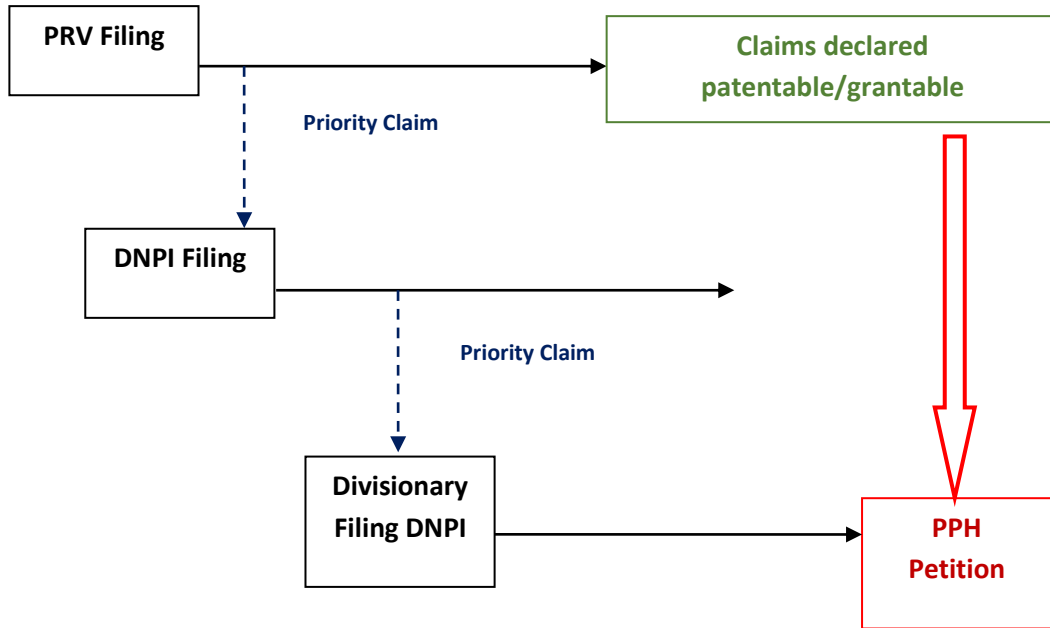 PRV Filing
Claims declared
patentable/grantable
Priority Claim
DNPI Filing
Priority Claim
Divisionary
Filing DNPI
PPH
Petition